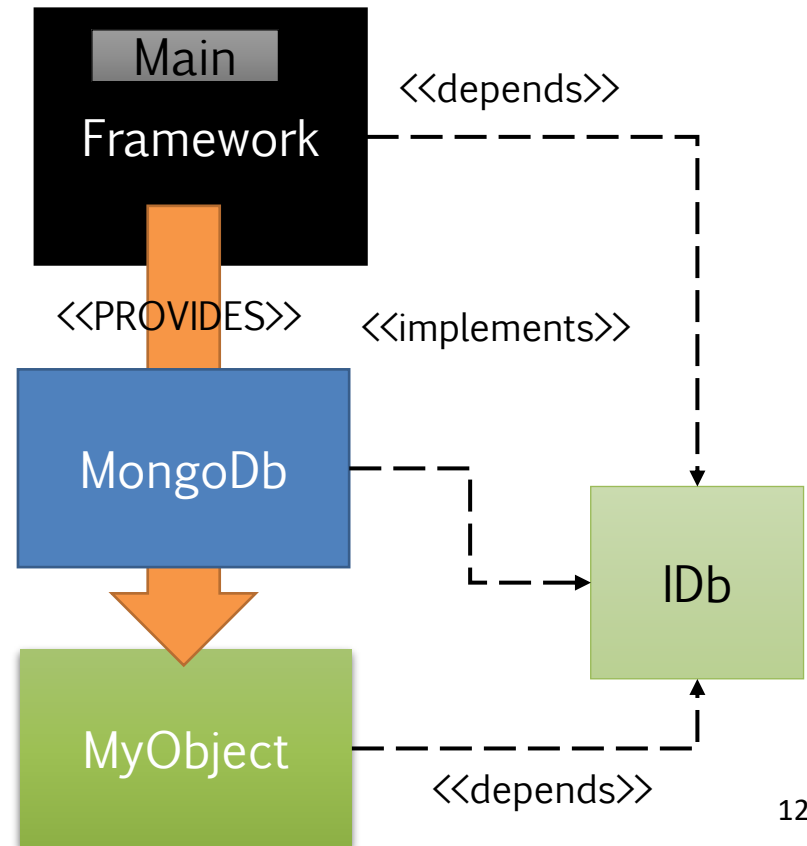 Main
<<depends>>
Framework
<<PROVIDES>>
<<implements>>
MongoDb
IDb
MyObject
<<depends>>
12